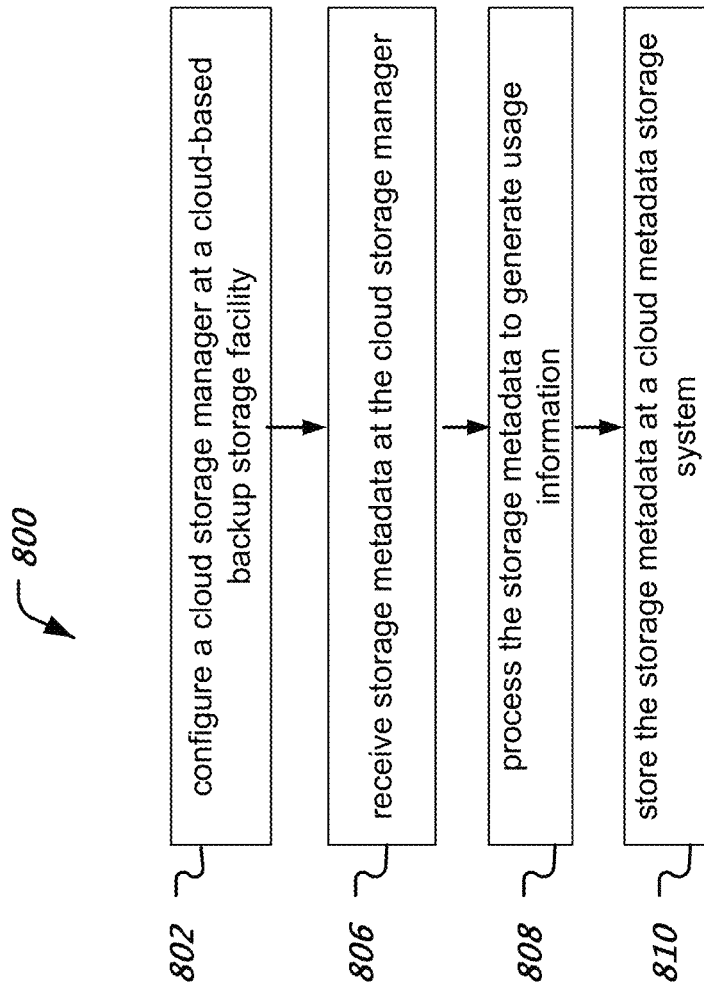 800
802
configure a cloud storage manager at a cloud-based
backup storage facility
806
receive storage metadata at the cloud storage manager
808
process the storage metadata to generate usage
information
810
store the storage metadata at a cloud metadata storage
system